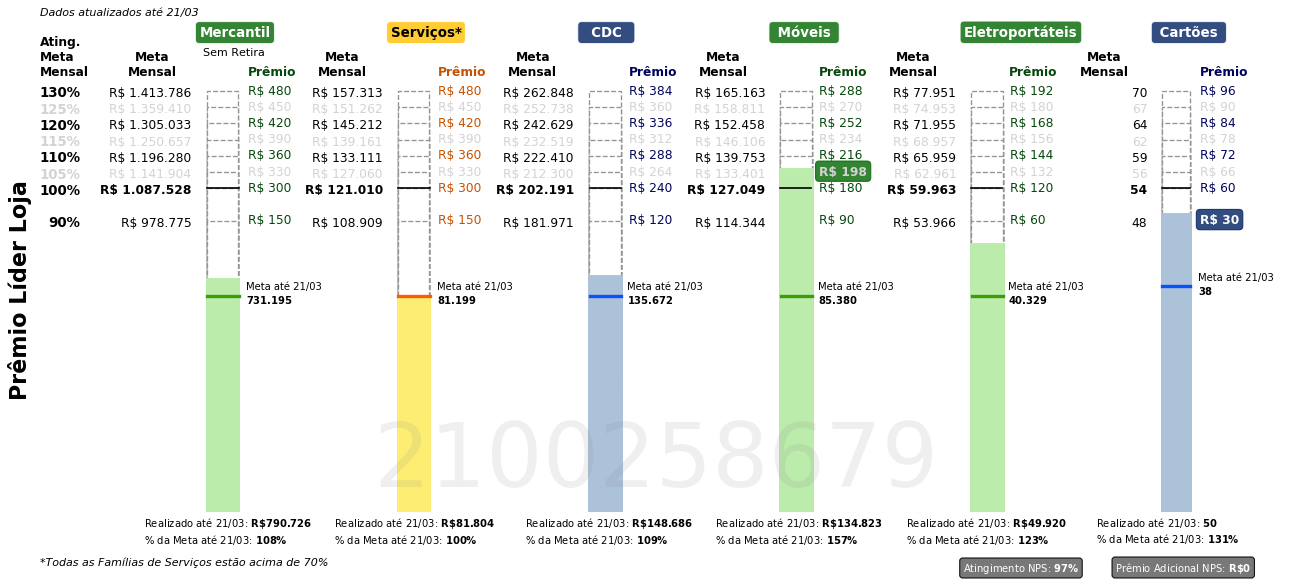 Dados atualizados até 21/03
Mercantil Serviços* CDC Móveis Eletroportáteis Cartões
Ating. Meta Mensal
Sem Retira
Meta Mensal Prêmio Meta Mensal Prêmio Meta Mensal Prêmio Meta Mensal Prêmio Meta Mensal Prêmio Meta Mensal Prêmio
130% R$ 1.413.786 R$ 480 R$ 157.313 R$ 480 R$ 262.848 R$ 384 R$ 165.163 R$ 288 R$ 77.951 R$ 192 70 R$ 96
125% R$ 1.359.410 R$ 450 R$ 151.262 R$ 450 R$ 252.738 R$ 360 R$ 158.811 R$ 270 R$ 74.953 R$ 180 67 R$ 90
120% R$ 1.305.033 R$ 420 R$ 145.212 R$ 420 R$ 242.629 R$ 336 R$ 152.458 R$ 252 R$ 71.955 R$ 168 64 R$ 84
115% R$ 1.250.657 R$ 390 R$ 139.161 R$ 390 R$ 232.519 R$ 312 R$ 146.106 R$ 234 R$ 68.957 R$ 156 62 R$ 78
110% R$ 1.196.280 R$ 360 R$ 133.111 R$ 360 R$ 222.410 R$ 288 R$ 139.753 R$ 216 R$ 65.959 R$ 144 59 R$ 72
105% R$ 1.141.904 R$ 330 R$ 127.060 R$ 330 R$ 212.300 R$ 264 R$ 133.401 R$ 198 R$ 62.961 R$ 132 56 R$ 66
100% R$ 1.087.528 R$ 300 R$ 121.010 R$ 300 R$ 202.191 R$ 240 R$ 127.049 R$ 180 R$ 59.963 R$ 120 54 R$ 60
90% R$ 978.775 R$ 150 R$ 108.909 R$ 150 R$ 181.971 R$ 120 R$ 114.344 R$ 90 R$ 53.966 R$ 60 48 R$ 30
Prêmio Líder Loja
Meta até 21/03 Meta até 21/03 Meta até 21/03 Meta até 21/03 Meta até 21/03 Meta até 21/03
731.195 81.199 135.672 85.380 40.329 38
2100258679
Realizado até 21/03: R$790.726 Realizado até 21/03: R$81.804 Realizado até 21/03: R$148.686 Realizado até 21/03: R$134.823 Realizado até 21/03: R$49.920 Realizado até 21/03: 50
% da Meta até 21/03: 108% % da Meta até 21/03: 100% % da Meta até 21/03: 109% % da Meta até 21/03: 157% % da Meta até 21/03: 123% % da Meta até 21/03: 131%
*Todas as Famílias de Serviços estão acima de 70%
Atingimento NPS: 97% Prêmio Adicional NPS: R$0